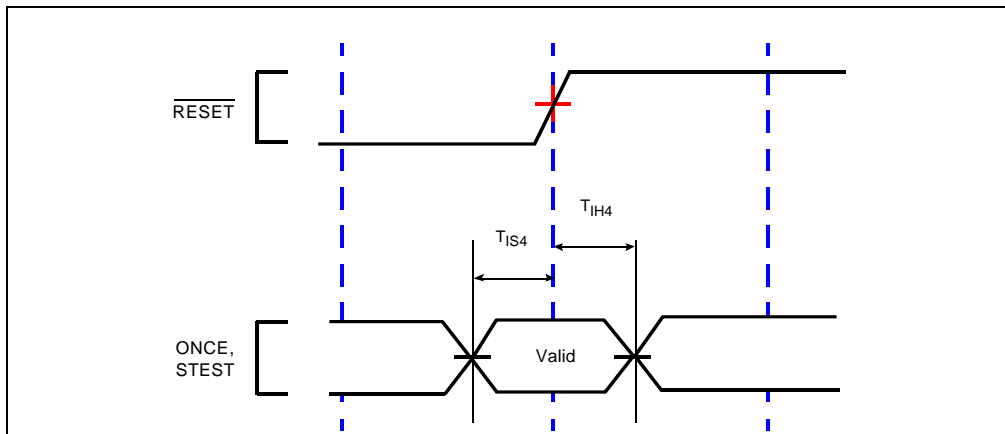 RESET
T_IH4
T_IS4
ONCE,
STEST
Valid